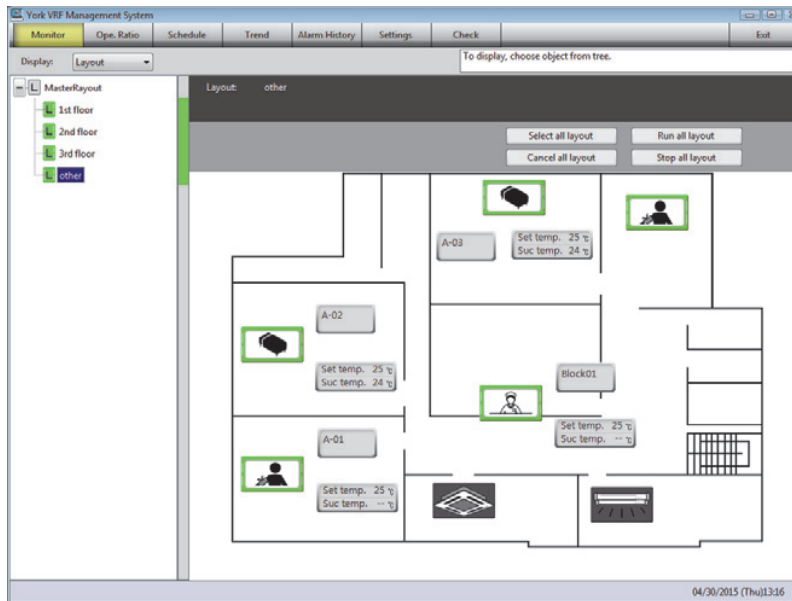 York VRF Management System
Monitor Ope. Ratio Schedule Trend Alarm History Settings Check Exit
Display: Layout
To display, choose object from tree.
MasterRayout
1st floor
2nd floor
3rd floor
other
Layout: other
Select all layout Run all layout
Cancel all layout Stop all layout
A-03
Set temp. 25 ℃
Suc temp. 24 ℃
A-02
Set temp. 25 ℃
Suc temp. 24 ℃
Block01
Set temp. 25 ℃
Suc temp. -- ℃
A-01
Set temp. 25 ℃
Suc temp. -- ℃
04/30/2015 (Thu)13:16